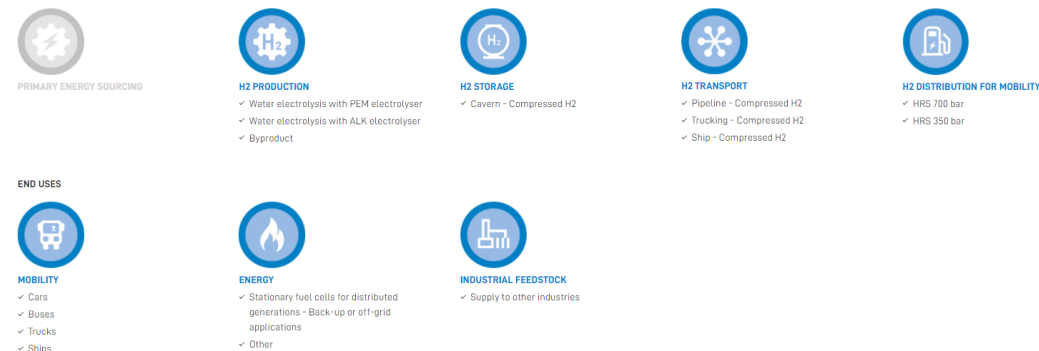 H2
H2
PRIMARY ENERGY SOURCING
H2 PRODUCTION
✓ Water electrolysis with PEM electrolyser
✓ Water electrolysis with ALK electrolyser
✓ Byproduct
H2 STORAGE
✓ Cavern - Compressed H2
H2 TRANSPORT
✓ Pipeline - Compressed H2
✓ Trucking - Compressed H2
✓ Ship - Compressed H2
H2 DISTRIBUTION FOR MOBILITY
✓ HRS 700 bar
✓ HRS 350 bar
END USES
MOBILITY
✓ Cars
✓ Buses
✓ Trucks
✓ Ships
ENERGY
✓ Stationary fuel cells for distributed
generations - Back-up or off-grid
applications
✓ Other
INDUSTRIAL FEEDSTOCK
✓ Supply to other industries